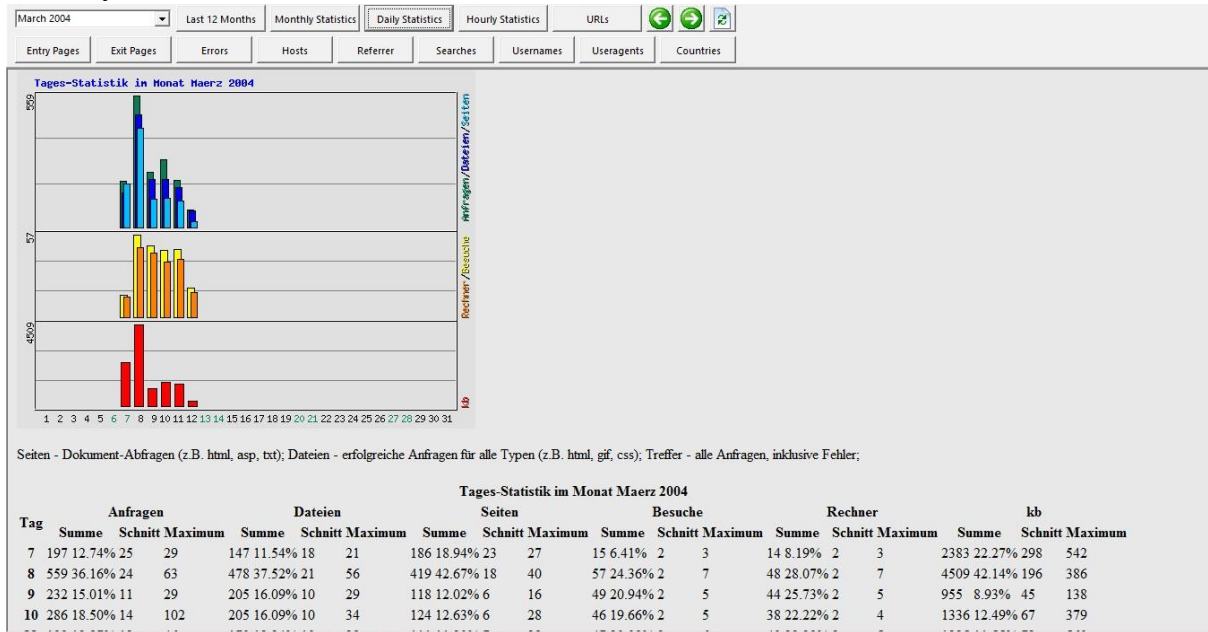 March 2004 Last 12 Months Monthly Statistics Daily Statistics Hourly Statistics URLs
Entry Pages Exit Pages Errors Hosts Referrer Searches Usernames Useragents Countries
Tages-Statistik im Monat Maerz 2004
559
Anfragen/Dateien/Seiten
57
Rechner/Besuche
4509
kb
1 2 3 4 5 6 7 8 9 10 11 12 13 14 15 16 17 18 19 20 21 22 23 24 25 26 27 28 29 30 31
Seiten - Dokument-Abfragen (z.B. html, asp, txt); Dateien - erfolgreiche Anfragen für alle Typen (z.B. html, gif, css); Treffer - alle Anfragen, inklusive Fehler;
Tages-Statistik im Monat Maerz 2004
Tag Anfragen Dateien Seiten Besuche Rechner kb
Summe Schnitt Maximum Summe Schnitt Maximum Summe Schnitt Maximum Summe Schnitt Maximum Summe Schnitt Maximum Summe Schnitt Maximum
7 197 12.74% 25 29 147 11.54% 18 21 186 18.94% 23 27 15 6.41% 2 3 14 8.19% 2 3 2383 22.27% 298 542
8 559 36.16% 24 63 478 37.52% 21 56 419 42.67% 18 40 57 24.36% 2 7 48 28.07% 2 7 4509 42.14% 196 386
9 232 15.01% 11 29 205 16.09% 10 29 118 12.02% 6 16 49 20.94% 2 5 44 25.73% 2 5 955 8.93% 45 138
10 286 18.50% 14 102 205 16.09% 10 34 124 12.63% 6 28 46 19.66% 2 5 38 22.22% 2 4 1336 12.49% 67 379